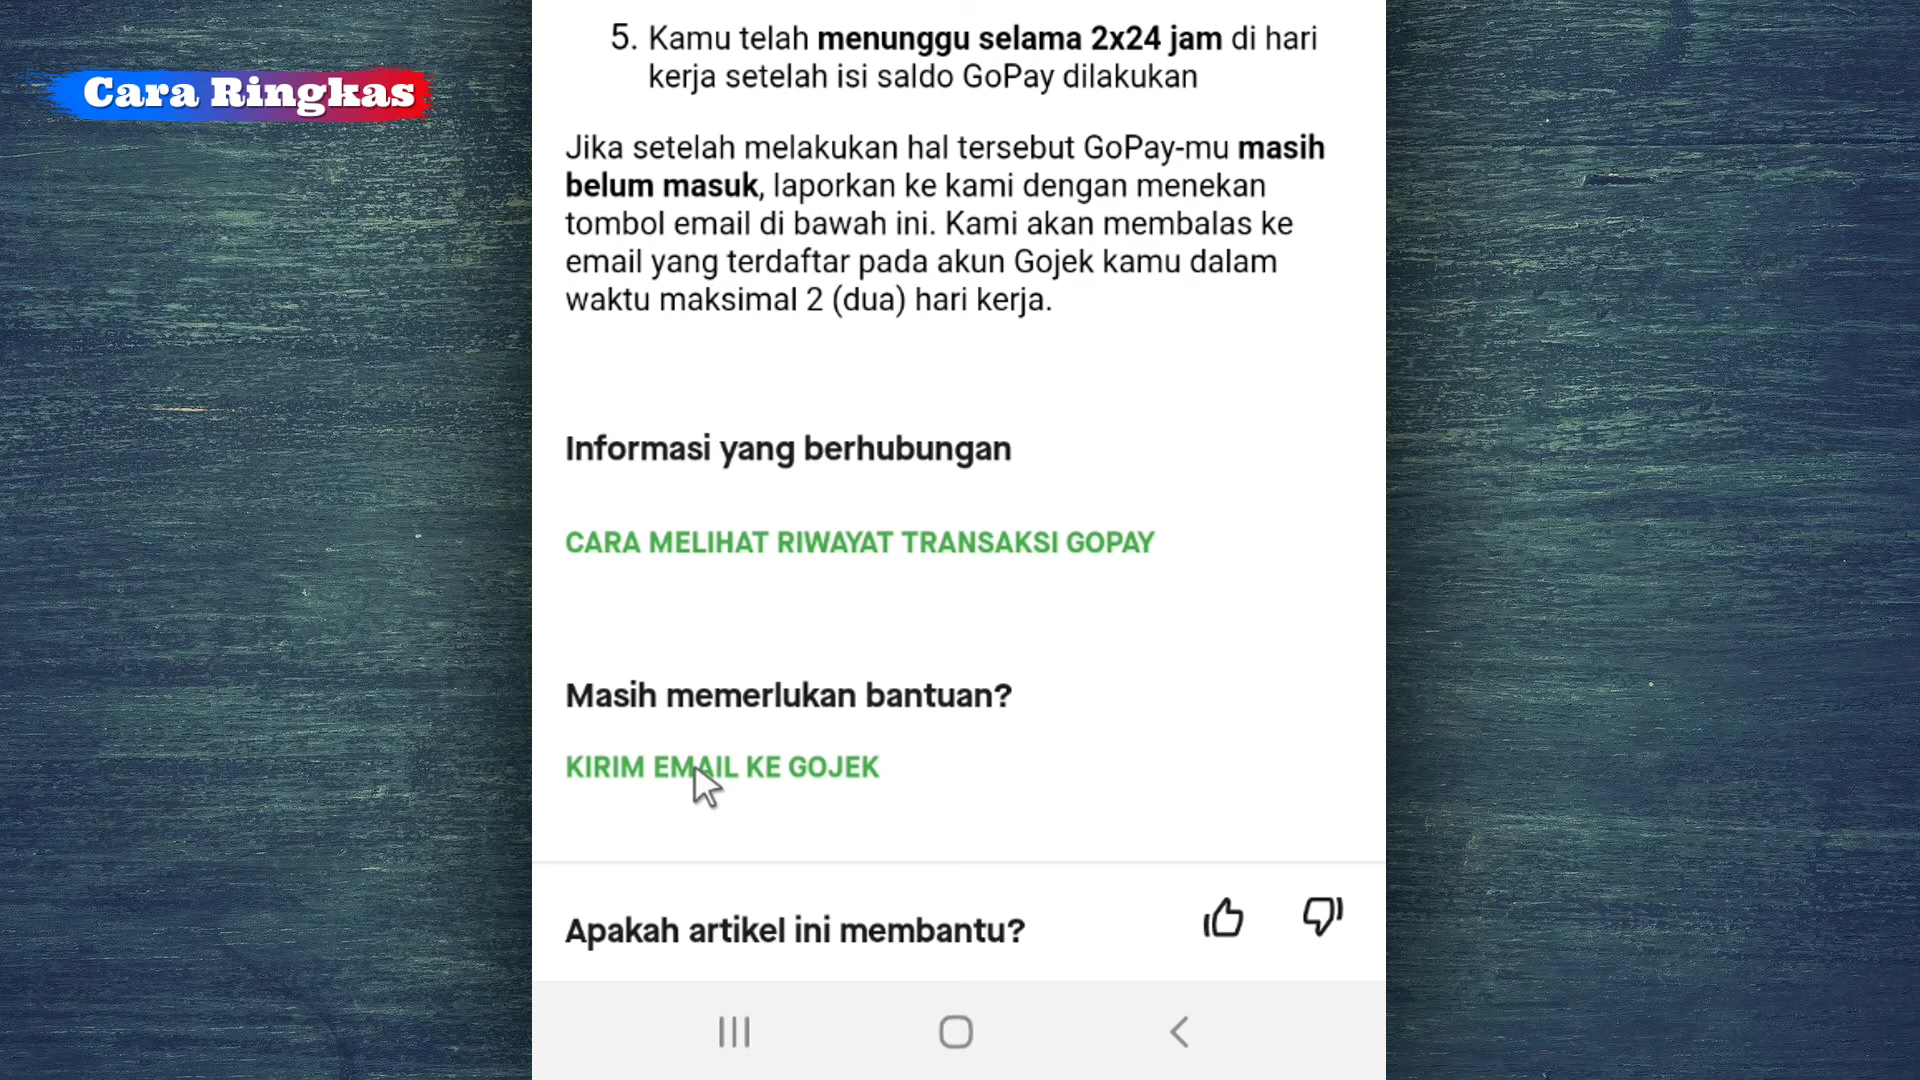 Cara Ringkas
5. Kamu telah menunggu selama 2x24 jam di hari
kerja setelah isi saldo GoPay dilakukan
Jika setelah melakukan hal tersebut GoPay-mu masih
belum masuk, laporkan ke kami dengan menekan
tombol email di bawah ini. Kami akan membalas ke
email yang terdaftar pada akun Gojek kamu dalam
waktu maksimal 2 (dua) hari kerja.
Informasi yang berhubungan
CARA MELIHAT RIWAYAT TRANSAKSI GOPAY
Masih memerlukan bantuan?
KIRIM EMAIL KE GOJEK
Apakah artikel ini membantu?